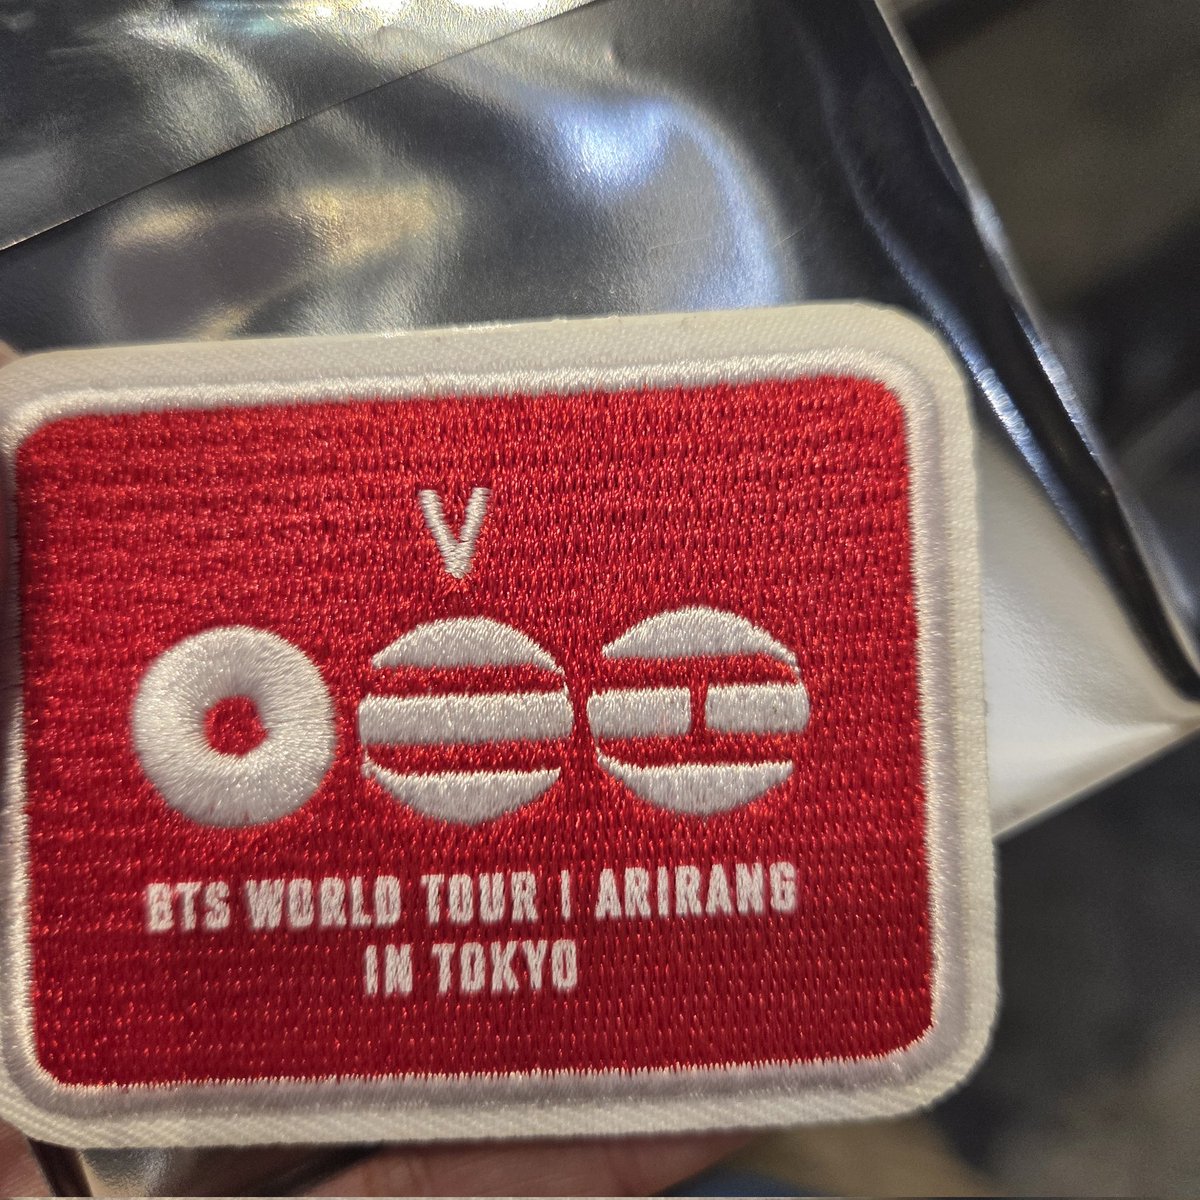 V
BTS WORLD TOUR | ARIRANG
IN TOKYO